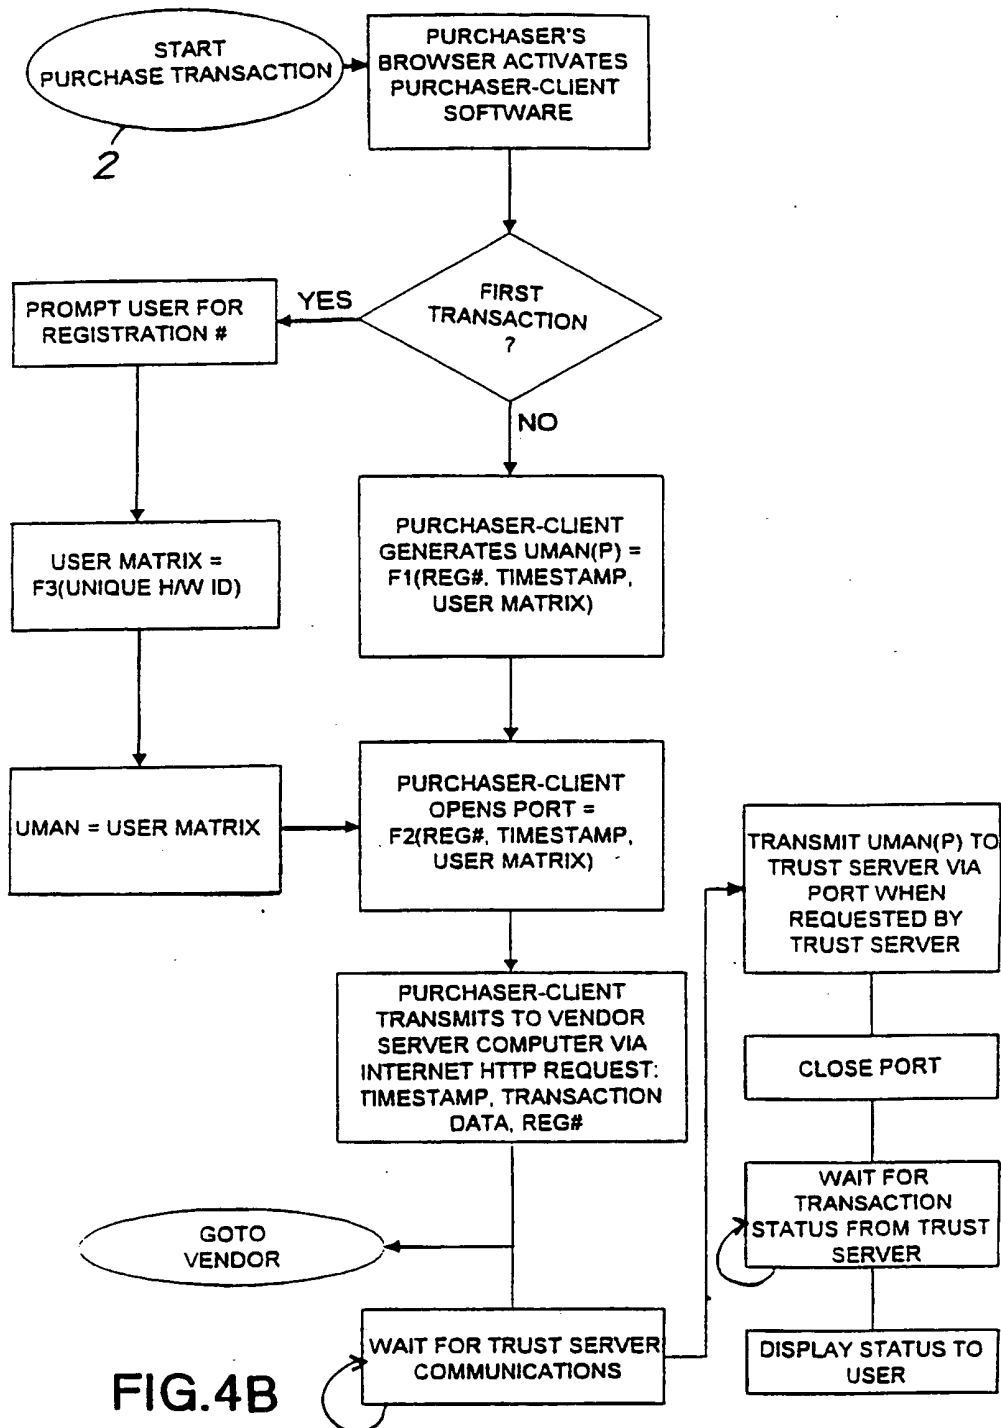 START
PURCHASE TRANSACTION
2
PURCHASER'S
BROWSER ACTIVATES
PURCHASER-CLIENT
SOFTWARE
FIRST
TRANSACTION
?
YES
PROMPT USER FOR
REGISTRATION #
NO
USER MATRIX =
F3(UNIQUE H/W ID)
PURCHASER-CLIENT
GENERATES UMAN(P) =
F1(REG#, TIMESTAMP,
USER MATRIX)
UMAN = USER MATRIX
PURCHASER-CLIENT
OPENS PORT =
F2(REG#, TIMESTAMP,
USER MATRIX)
PURCHASER-CLIENT
TRANSMITS TO VENDOR
SERVER COMPUTER VIA
INTERNET HTTP REQUEST:
TIMESTAMP, TRANSACTION
DATA, REG#
GOTO
VENDOR
WAIT FOR TRUST SERVER
COMMUNICATIONS
TRANSMIT UMAN(P) TO
TRUST SERVER VIA
PORT WHEN
REQUESTED BY
TRUST SERVER
CLOSE PORT
WAIT FOR
TRANSACTION
STATUS FROM TRUST
SERVER
DISPLAY STATUS TO
USER
FIG.4B